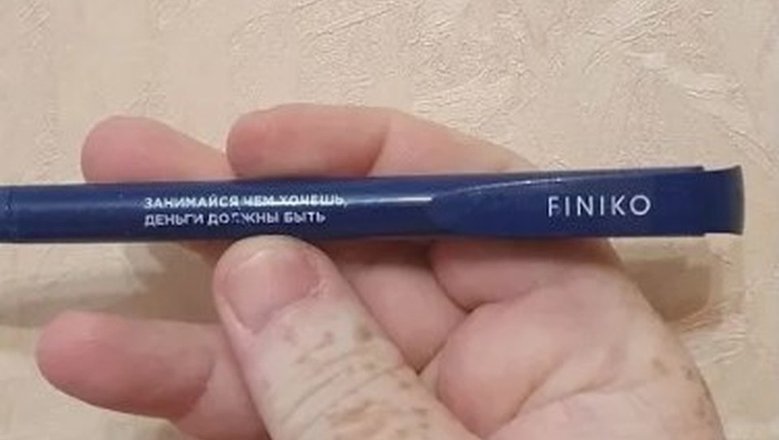 ЗАНИМАЙСЯ ЧЕМ ХОЧЕШЬ,
ДЕНЬГИ ДОЛЖНЫ БЫТЬ
FINIKO